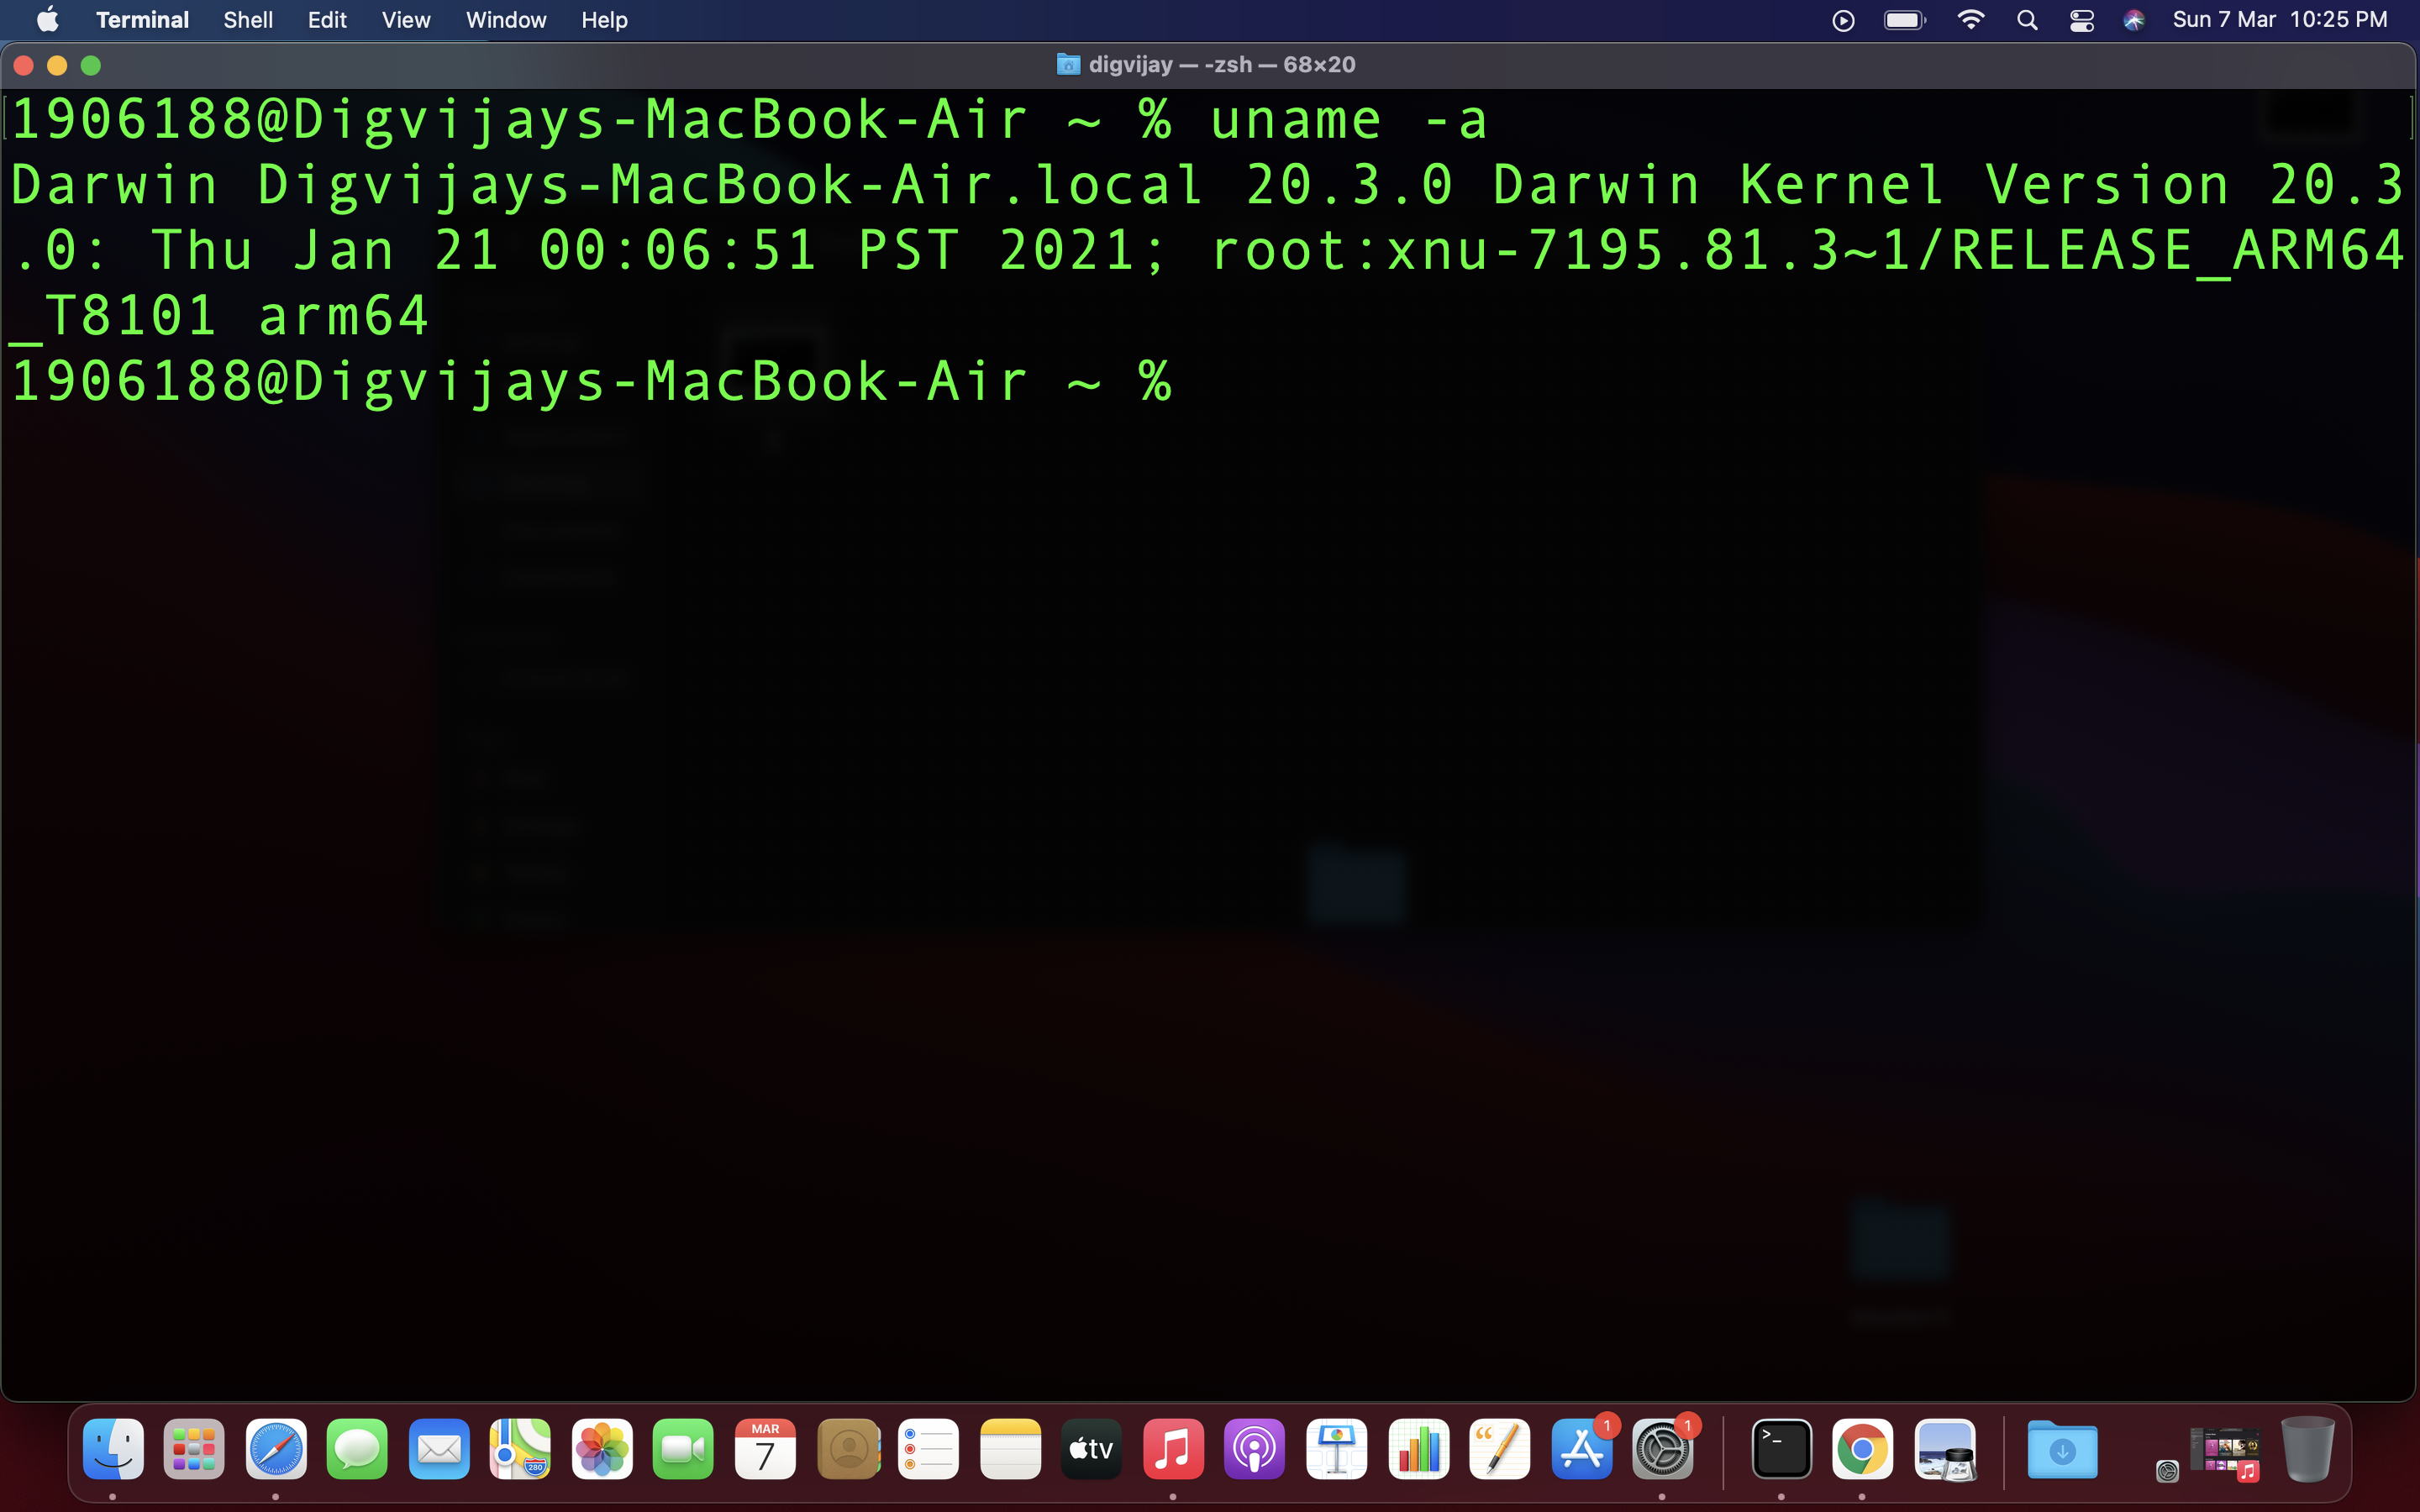 Terminal Shell Edit View Window Help Sun 7 Mar 10:25 PM
digvijay — -zsh — 68×20
[1906188@Digvijays-MacBook-Air ~ % uname -a ]
Darwin Digvijays-MacBook-Air.local 20.3.0 Darwin Kernel Version 20.3
.0: Thu Jan 21 00:06:51 PST 2021; root:xnu-7195.81.3~1/RELEASE_ARM64
_T8101 arm64
1906188@Digvijays-MacBook-Air ~ %
MAR
7
280
tv
1
1
>_